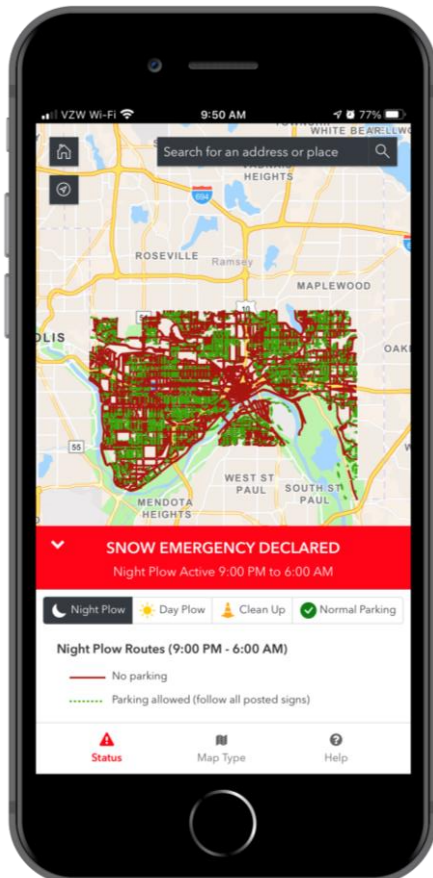 VZW Wi-Fi
9:50 AM
77%
WHITE BEAR
Search for an address or place
HEIGHTS
694
ROSEVILLE
Ramsey
MAPLEWOOD
10
OLIS
OAK
55
WEST ST
PAUL
SOUTH ST
PAUL
MENDOTA
HEIGHTS
SNOW EMERGENCY DECLARED
Night Plow Active 9:00 PM to 6:00 AM
Night Plow
Day Plow
Clean Up
Normal Parking
Night Plow Routes (9:00 PM - 6:00 AM)
No parking
Parking allowed (follow all posted signs)
Status
Map Type
Help